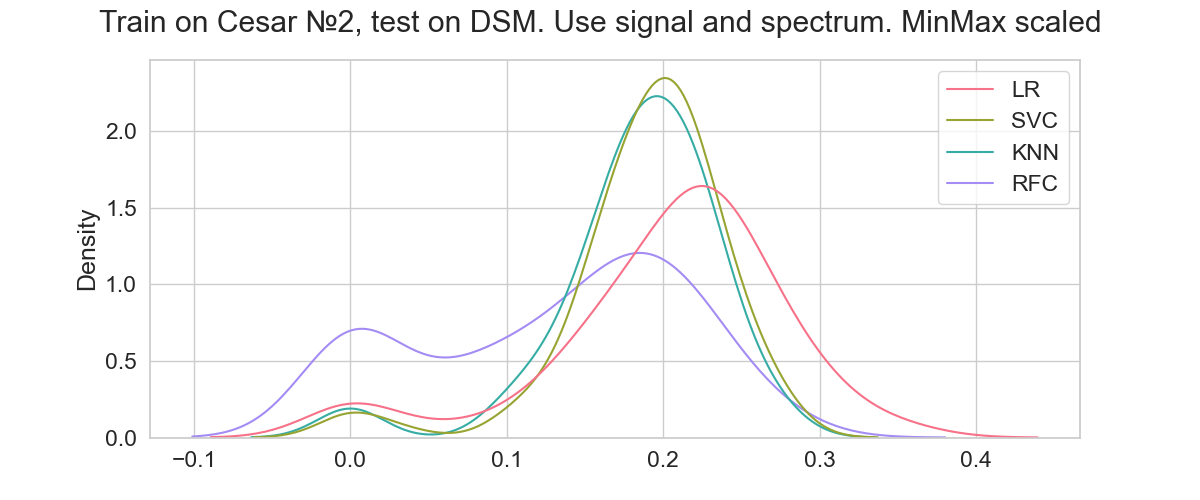 Train on Cesar №2, test on DSM. Use signal and spectrum. MinMax scaled
LR
SVC
KNN
RFC
Density
2.0
1.5
1.0
0.5
0.0
−0.1
0.0
0.1
0.2
0.3
0.4